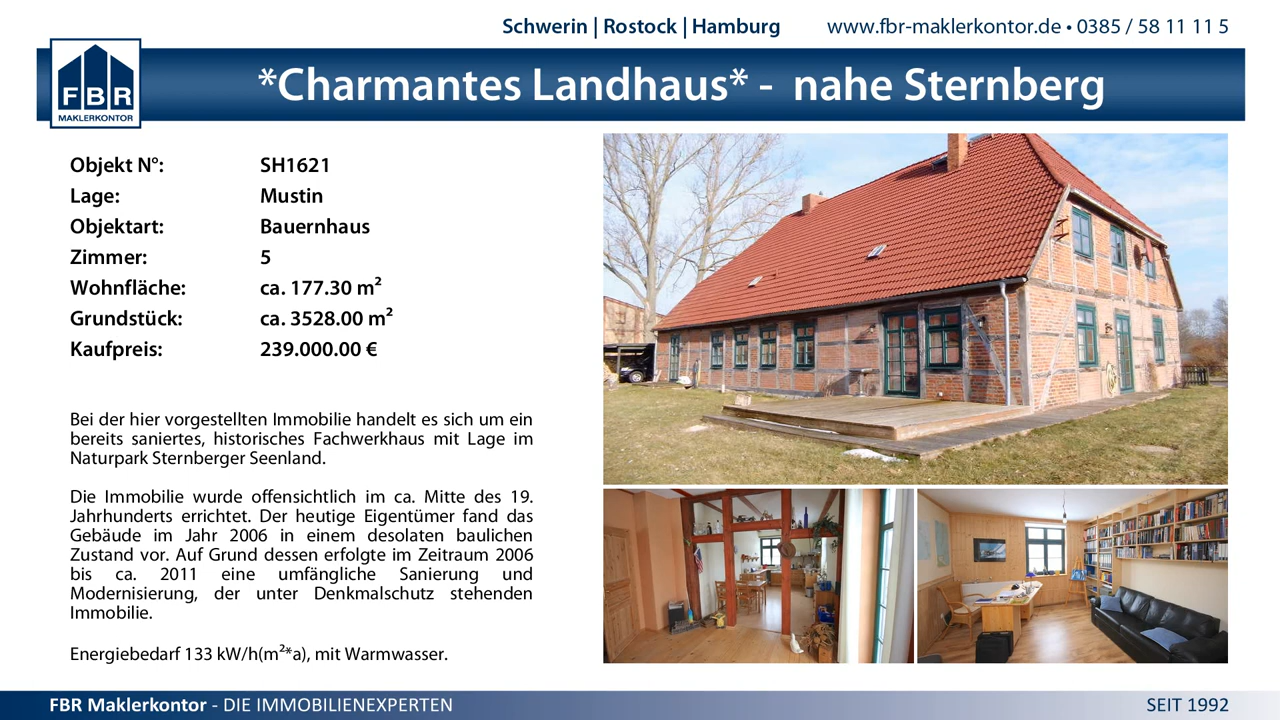 Schwerin | Rostock | Hamburg www.fbr-maklerkontor.de • 0385 / 58 11 11 5
FBR
MAKLERKONTOR
*Charmantes Landhaus* - nahe Sternberg
Objekt N°: SH1621
Lage: Mustin
Objektart: Bauernhaus
Zimmer: 5
Wohnfläche: ca. 177.30 m²
Grundstück: ca. 3528.00 m²
Kaufpreis: 239.000.00 €
Bei der hier vorgestellten Immobilie handelt es sich um ein
bereits saniertes, historisches Fachwerkhaus mit Lage im
Naturpark Sternberger Seenland.
Die Immobilie wurde offensichtlich im ca. Mitte des 19.
Jahrhunderts errichtet. Der heutige Eigentümer fand das
Gebäude im Jahr 2006 in einem desolaten baulichen
Zustand vor. Auf Grund dessen erfolgte im Zeitraum 2006
bis ca. 2011 eine umfängliche Sanierung und
Modernisierung, der unter Denkmalschutz stehenden
Immobilie.
Energiebedarf 133 kW/h(m²*a), mit Warmwasser.
FBR Maklerkontor - DIE IMMOBILIENEXPERTEN SEIT 1992